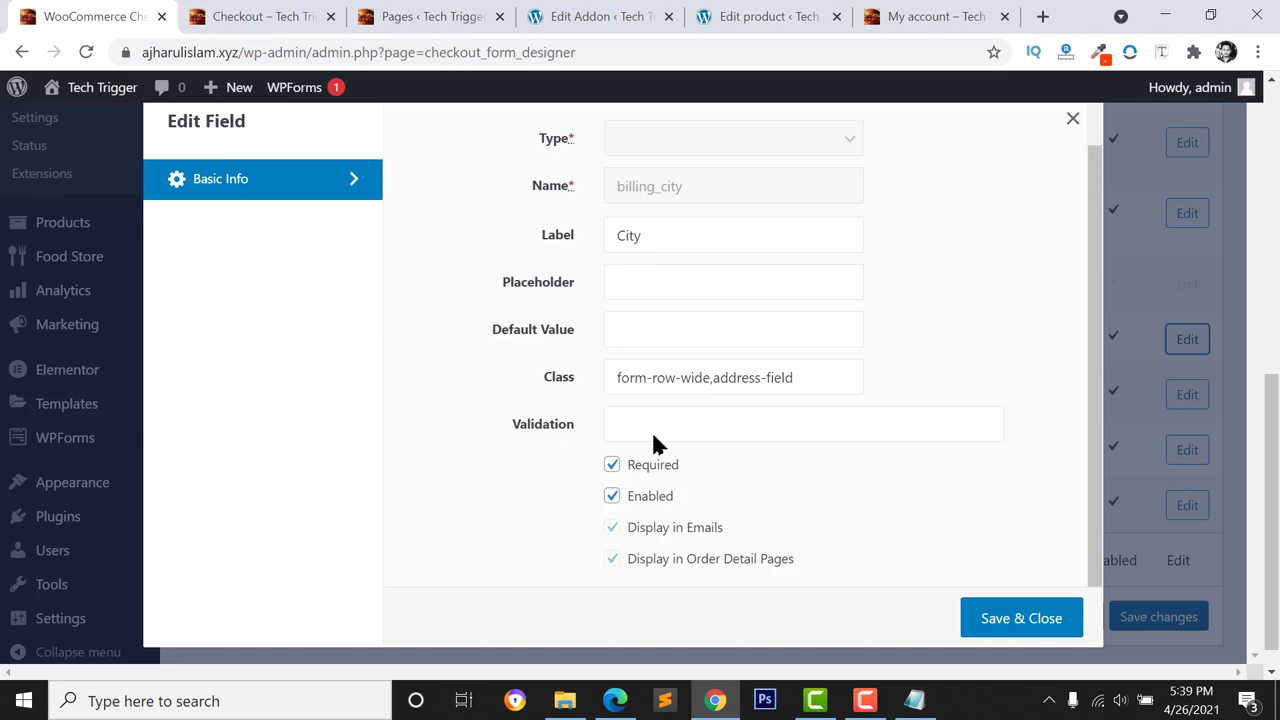 WooCommerce Che
Checkout – Tech Trigger
Pages ‹ Tech Trigger
Edit Addon ‹ Tech T
Edit product ‹ Tech
My account – Tech
ajharulislam.xyz/wp-admin/admin.php?page=checkout_form_designer
Tech Trigger
0
New
WPForms
1
Howdy, admin
Settings
Status
Extensions
Products
Food Store
Analytics
Marketing
Elementor
Templates
WPForms
Appearance
Plugins
Users
Tools
Settings
Collapse menu
Edit Field
Basic Info
Type*
Name*
billing_city
Label
City
Placeholder
Default Value
Class
form-row-wide,address-field
Validation
Required
Enabled
Display in Emails
Display in Order Detail Pages
Save & Close
Edit
Edit
Edit
Edit
Edit
Edit
Edit
abled
Edit
Save changes
Type here to search
5:39 PM
4/26/2021
3